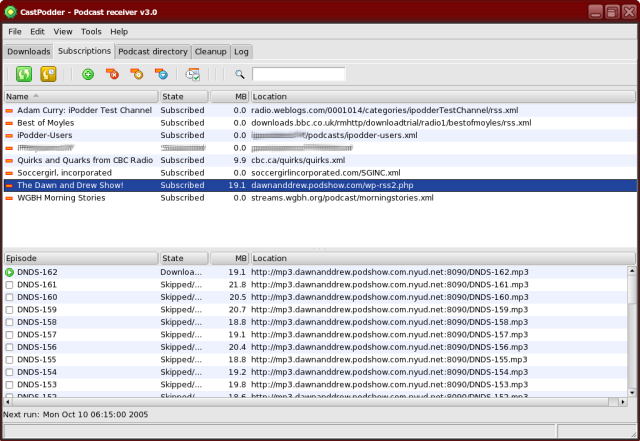 CastPodder - Podcast receiver v3.0
File Edit View Tools Help
Downloads Subscriptions Podcast directory Cleanup Log
Name State MB Location
Adam Curry: iPodder Test Channel Subscribed 0.0 radio.weblogs.com/0001014/categories/ipodderTestChannel/rss.xml
Best of Moyles Subscribed 0.0 downloads.bbc.co.uk/rmhttp/downloadtrial/radio1/bestofmoyles/rss.xml
iPodder-Users Subscribed 0.0 /podcasts/ipodder-users.xml
0.0
Quirks and Quarks from CBC Radio Subscribed 9.9 cbc.ca/quirks/quirks.xml
Soccergirl, incorporated Subscribed 0.0 soccergirlincorporated.com/SGINC.xml
The Dawn and Drew Show! Subscribed 19.1 dawnanddrew.podshow.com/wp-rss2.php
WGBH Morning Stories Subscribed 0.0 streams.wgbh.org/podcast/morningstories.xml
Episode State MB Location
DNDS-162 Downloa... 19.1 http://mp3.dawnanddrew.podshow.com.nyud.net:8090/DNDS-162.mp3
DNDS-161 Skipped/... 21.8 http://mp3.dawnanddrew.podshow.com.nyud.net:8090/DNDS-161.mp3
DNDS-160 Skipped/... 20.5 http://mp3.dawnanddrew.podshow.com.nyud.net:8090/DNDS-160.mp3
DNDS-159 Skipped/... 20.7 http://mp3.dawnanddrew.podshow.com.nyud.net:8090/DNDS-159.mp3
DNDS-158 Skipped/... 18.8 http://mp3.dawnanddrew.podshow.com.nyud.net:8090/DNDS-158.mp3
DNDS-157 Skipped/... 19.1 http://mp3.dawnanddrew.podshow.com.nyud.net:8090/DNDS-157.mp3
DNDS-156 Skipped/... 20.4 http://mp3.dawnanddrew.podshow.com.nyud.net:8090/DNDS-156.mp3
DNDS-155 Skipped/... 18.8 http://mp3.dawnanddrew.podshow.com.nyud.net:8090/DNDS-155.mp3
DNDS-154 Skipped/... 19.2 http://mp3.dawnanddrew.podshow.com.nyud.net:8090/DNDS-154.mp3
DNDS-153 Skipped/... 19.8 http://mp3.dawnanddrew.podshow.com.nyud.net:8090/DNDS-153.mp3
DNDS-152 Skipped/... 18.6 http://mp3.dawnanddrew.podshow.com.nyud.net:8090/DNDS-152.mp3
Next run: Mon Oct 10 06:15:00 2005